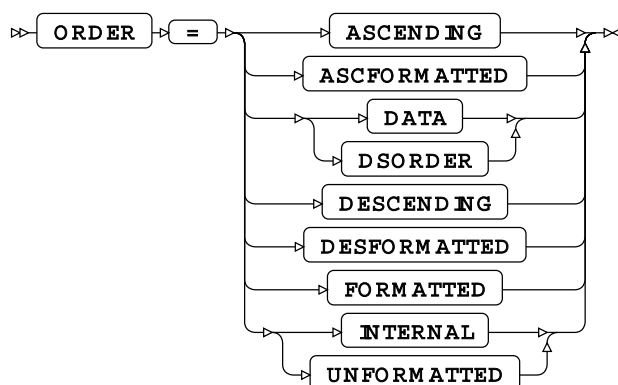 ORDER = ASCENDING
ASCFORMATTED
DATA
DSORDER
DESCENDING
DESFORMATTED
FORMATTED
INTERNAL
UNFORMATTED